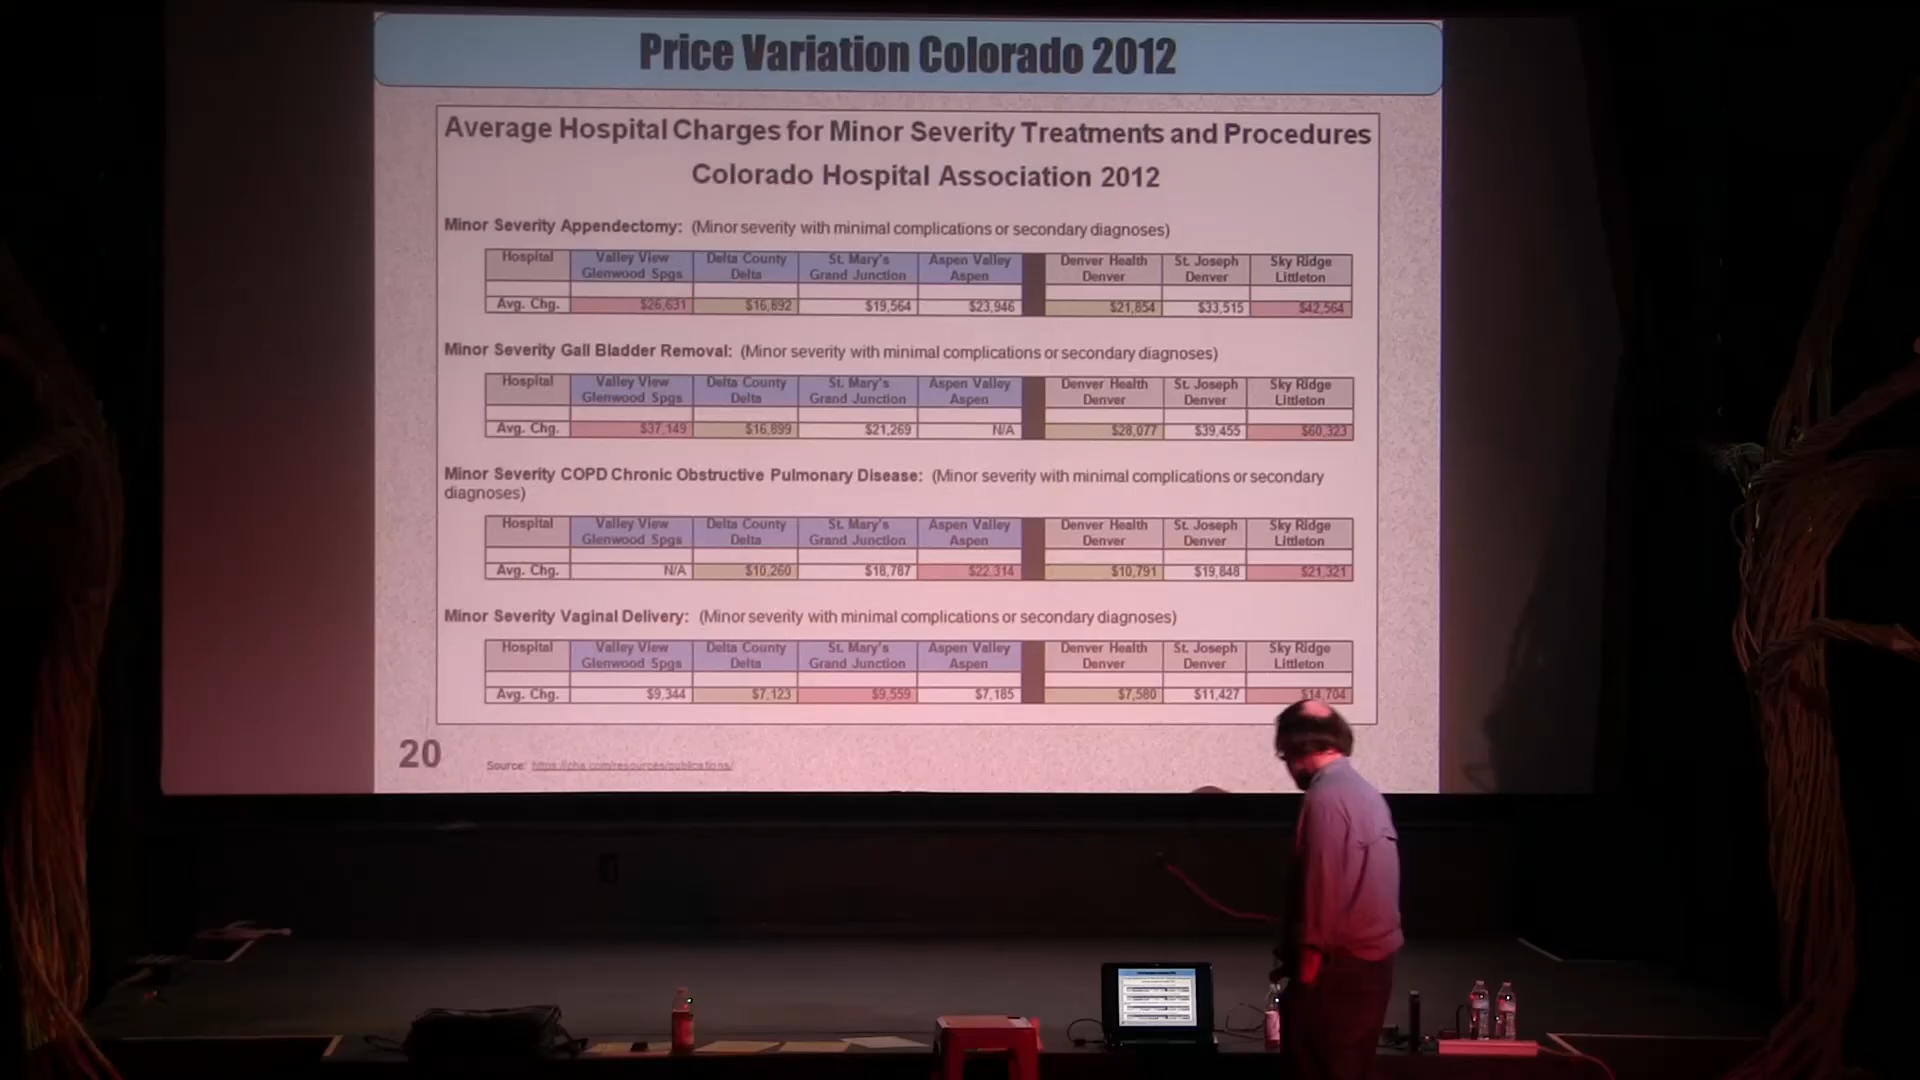 Price Variation Colorado 2012
Average Hospital Charges for Minor Severity Treatments and Procedures
Colorado Hospital Association 2012
Minor Severity Appendectomy: (Minor severity with minimal complications or secondary diagnoses)
Hospital Valley View Glenwood Spgs Delta County Delta St. Mary's Grand Junction Aspen Valley Aspen Denver Health Denver St. Joseph Denver Sky Ridge Littleton
Avg. Chg. $26,631 $16,892 $19,564 $23,946 $21,854 $33,515 $42,564
Minor Severity Gall Bladder Removal: (Minor severity with minimal complications or secondary diagnoses)
Hospital Valley View Glenwood Spgs Delta County Delta St. Mary's Grand Junction Aspen Valley Aspen Denver Health Denver St. Joseph Denver Sky Ridge Littleton
Avg. Chg. $37,149 $16,899 $21,269 N/A $28,077 $39,455 $60,323
Minor Severity COPD Chronic Obstructive Pulmonary Disease: (Minor severity with minimal complications or secondary
diagnoses)
Hospital Valley View Glenwood Spgs Delta County Delta St. Mary's Grand Junction Aspen Valley Aspen Denver Health Denver St. Joseph Denver Sky Ridge Littleton
Avg. Chg. N/A $10,260 $18,787 $22,314 $10,791 $19,848 $21,321
Minor Severity Vaginal Delivery: (Minor severity with minimal complications or secondary diagnoses)
Hospital Valley View Glenwood Spgs Delta County Delta St. Mary's Grand Junction Aspen Valley Aspen Denver Health Denver St. Joseph Denver Sky Ridge Littleton
Avg. Chg. $9,344 $7,123 $9,559 $7,185 $7,580 $11,427 $14,704
20
Source: https://cha.com/resources/publications/